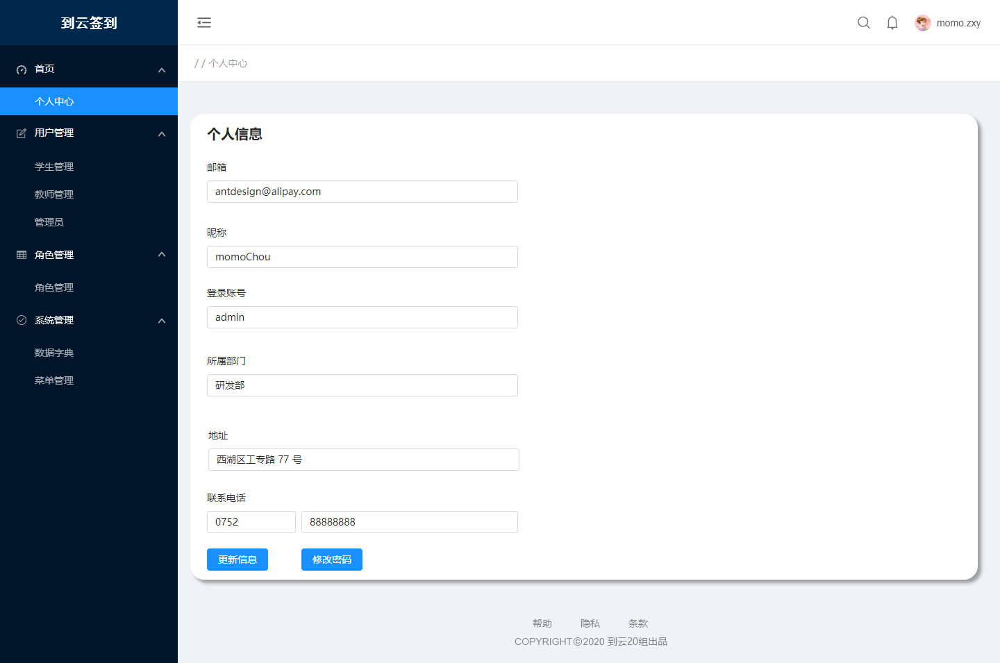 到云签到
首页
个人中心
用户管理
学生管理
教师管理
管理员
角色管理
角色管理
系统管理
数据字典
菜单管理
momo.zxy
/ / 个人中心
个人信息
邮箱
antdesign@alipay.com
昵称
momoChou
登录账号
admin
所属部门
研发部
地址
西湖区工专路 77 号
联系电话
0752 88888888
更新信息 修改密码
帮助 隐私 条款
COPYRIGHT©2020 到云20组出品